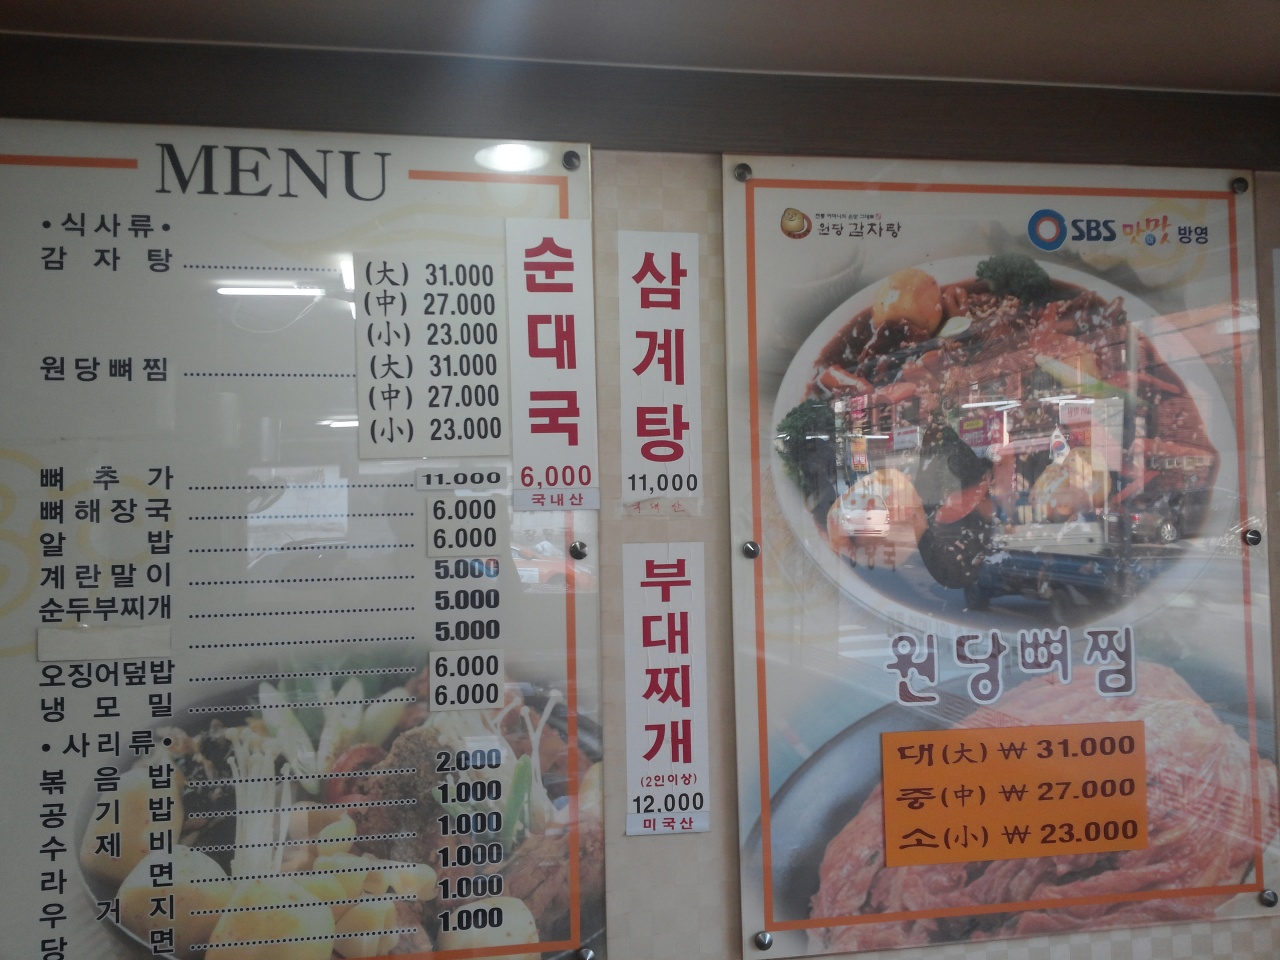 MENU
•식사류•
감자탕 (大) 31.000
(中) 27.000
(小) 23.000
원당뼈찜 (大) 31.000
(中) 27.000
(小) 23.000
뼈추가 11.000
뼈해장국 6.000
알밥 6.000
계란말이 5.000
순두부찌개 5.000
5.000
오징어덮밥 6.000
냉모밀 6.000
•사리류•
볶음밥 2.000
공기밥 1.000
수제비 1.000
라면 1.000
우거지 1.000
당면 1.000
순대국
6,000
국내산
삼계탕
11,000
국내산
부대찌개
(2인이상)
12,000
미국산
원당감자탕
SBS 맛맛 방영
원당뼈찜
대(大) ₩ 31.000
중(中) ₩ 27.000
소(小) ₩ 23.000